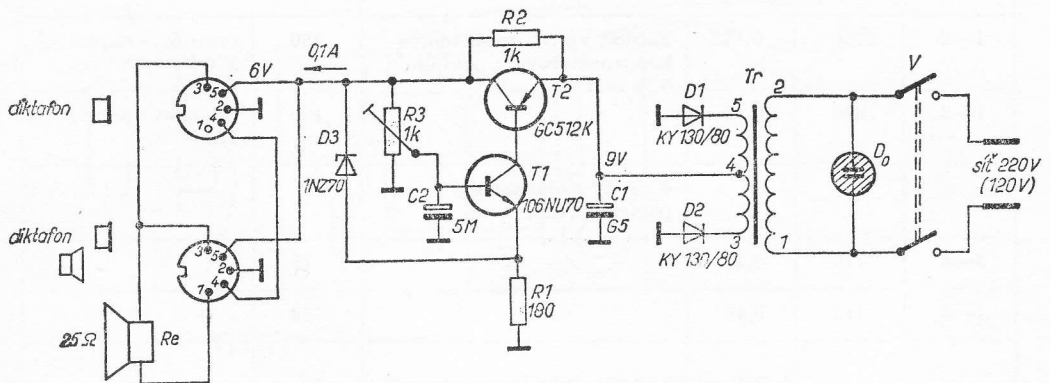 R2
1k
0,1A
6V
T2
GC512K
diktafon
3
5
2
4
1
R3
1k
D3
1NZ70
C2
5M
T1
106NU70
9V
C1
G5
D1
KY130/80
D2
KY130/80
Tr
5
4
3
2
1
Do
V
síť 220V
(120V)
diktafon
3
5
2
4
1
R1
180
25Ω
Re